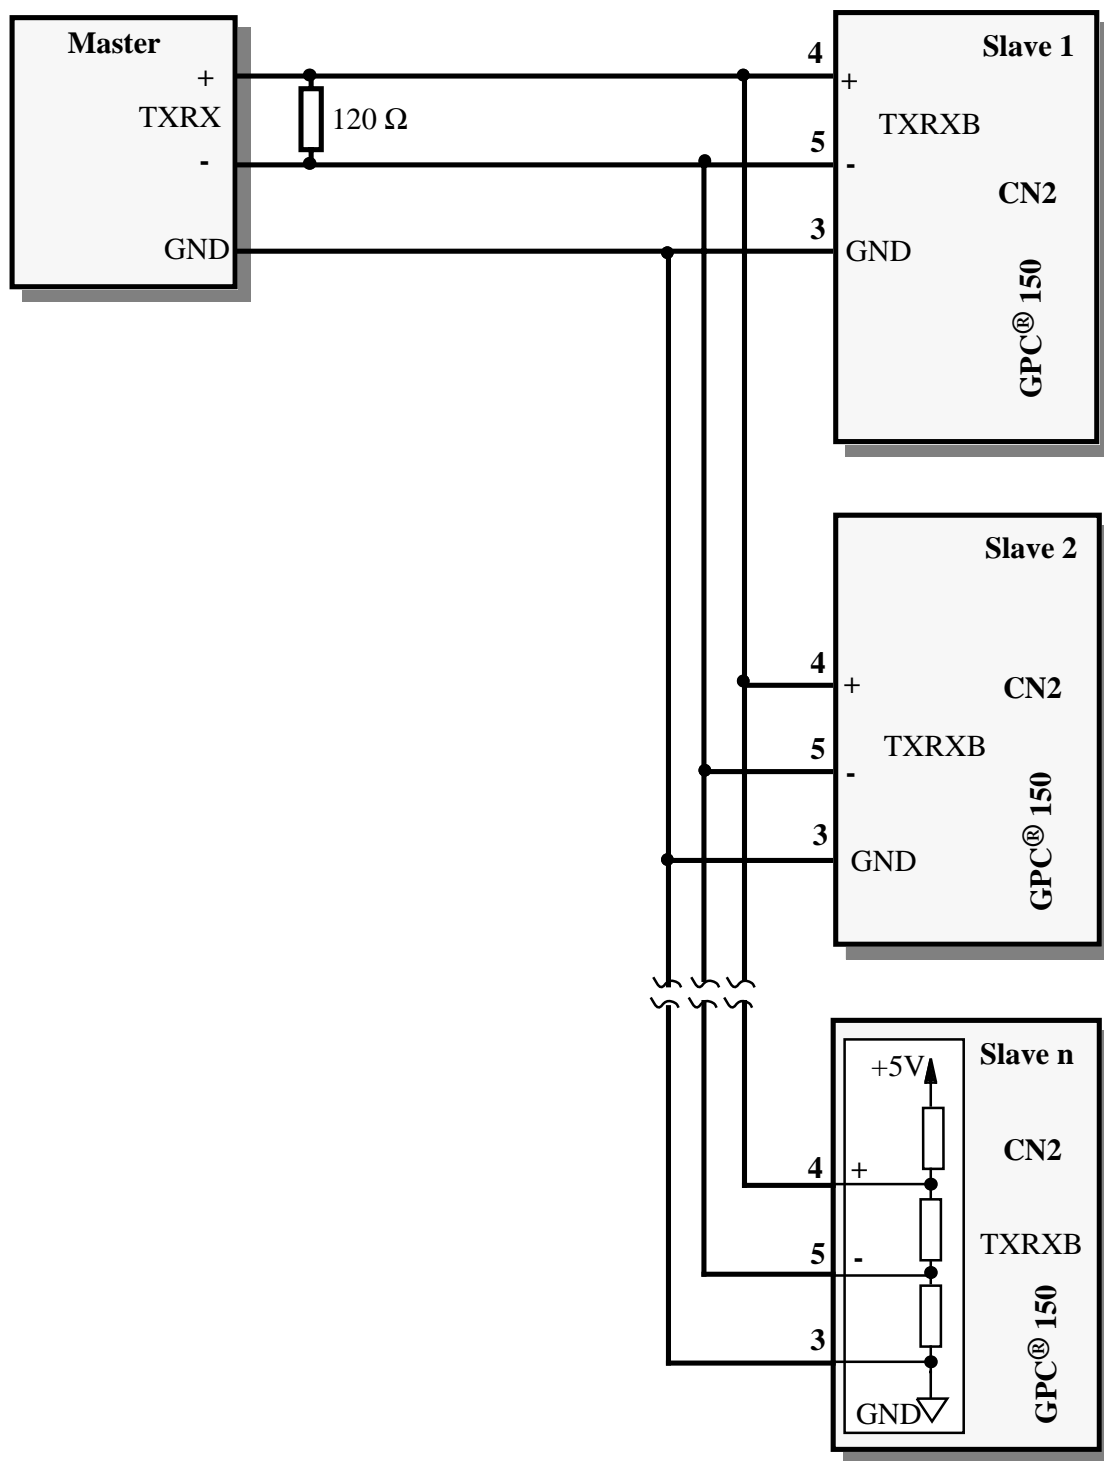 Master
+
TXRX
-
GND
120 Ω
Slave 1
4
+
TXRXB
5
-
CN2
3
GND
GPC® 150
Slave 2
4
+
CN2
5
TXRXB
-
3
GND
GPC® 150
Slave n
+5V
CN2
4
+
5
-
TXRXB
3
GND
GPC® 150